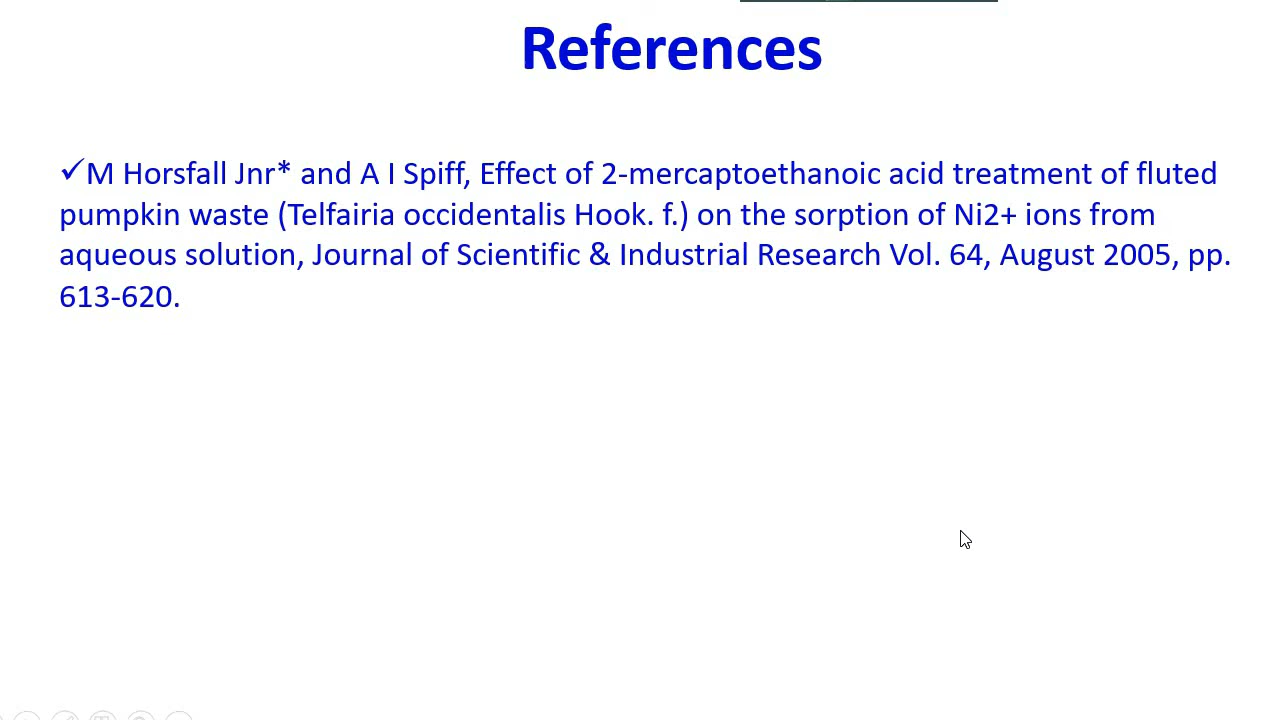 References
✓M Horsfall Jnr* and A I Spiff, Effect of 2-mercaptoethanoic acid treatment of fluted
pumpkin waste (Telfairia occidentalis Hook. f.) on the sorption of Ni2+ ions from
aqueous solution, Journal of Scientific & Industrial Research Vol. 64, August 2005, pp.
613-620.